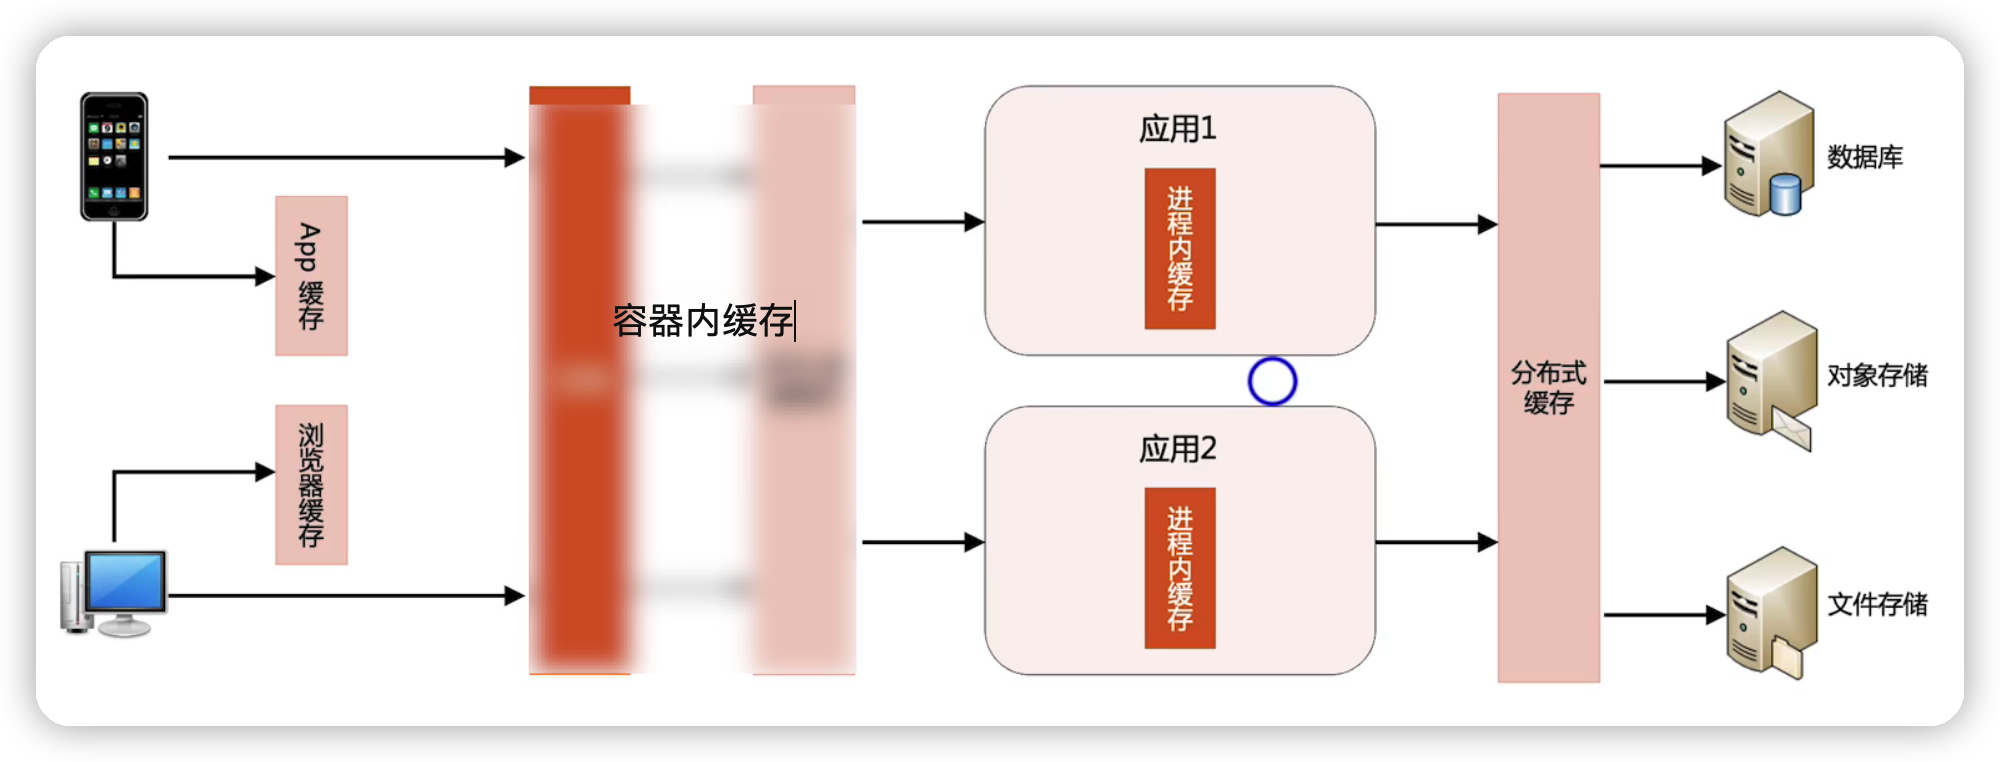 App 缓存
浏览器缓存
容器内缓存
应用1
进程内缓存
应用2
进程内缓存
分布式
缓存
数据库
对象存储
文件存储